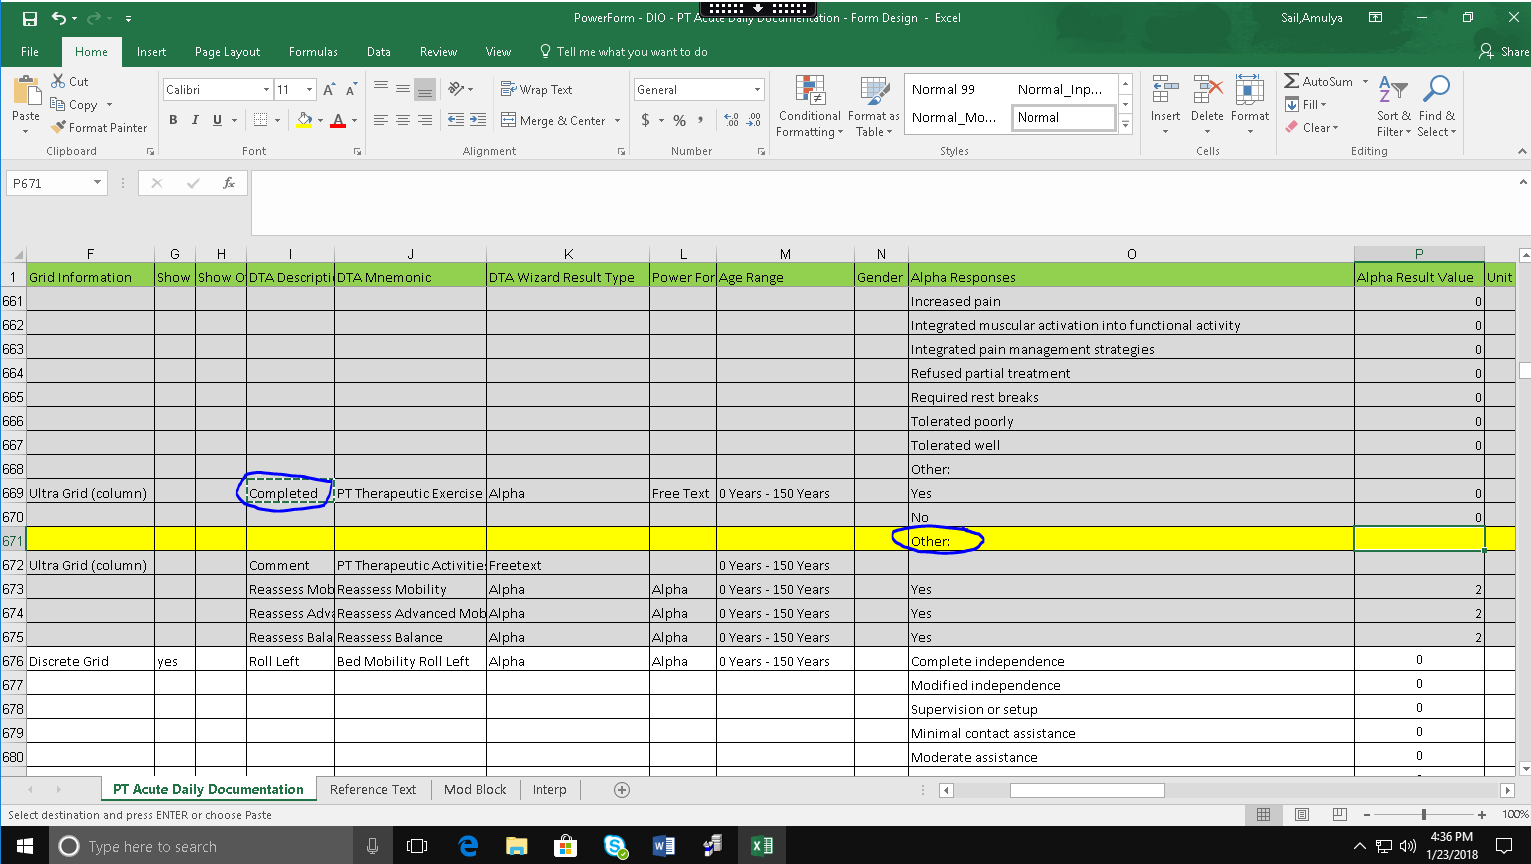 PowerForm - DIO - PT Acute Daily Documentation - Form Design - Excel
Sail,Amulya
File Home Insert Page Layout Formulas Data Review View Tell me what you want to do Share
Paste Cut Copy Format Painter
Calibri 11 B I U A A A
Wrap Text Merge & Center
General $ % ,
Conditional Formatting Format as Table
Normal 99 Normal_Inp... Normal_Mo... Normal
Insert Delete Format
AutoSum Fill Clear Sort & Filter Find & Select
Clipboard Font Alignment Number Styles Cells Editing
P671 fx
F G H I J K L M N O P
1 Grid Information Show Show O DTA Descripti DTA Mnemonic DTA Wizard Result Type Power For Age Range Gender Alpha Responses Alpha Result Value Unit
661 Increased pain 0
662 Integrated muscular activation into functional activity 0
663 Integrated pain management strategies 0
664 Refused partial treatment 0
665 Required rest breaks 0
666 Tolerated poorly 0
667 Tolerated well 0
668 Other:
669 Ultra Grid (column) Completed PT Therapeutic Exercise Alpha Free Text 0 Years - 150 Years Yes 0
670 No 0
671 Other:
672 Ultra Grid (column) Comment PT Therapeutic Activities Freetext 0 Years - 150 Years
673 Reassess Mob Reassess Mobility Alpha Alpha 0 Years - 150 Years Yes 2
674 Reassess Adva Reassess Advanced Mob Alpha Alpha 0 Years - 150 Years Yes 2
675 Reassess Bala Reassess Balance Alpha Alpha 0 Years - 150 Years Yes 2
676 Discrete Grid yes Roll Left Bed Mobility Roll Left Alpha Alpha 0 Years - 150 Years Complete independence 0
677 Modified independence 0
678 Supervision or setup 0
679 Minimal contact assistance 0
680 Moderate assistance 0
PT Acute Daily Documentation Reference Text Mod Block Interp
Select destination and press ENTER or choose Paste 100%
Type here to search
4:36 PM
1/23/2018